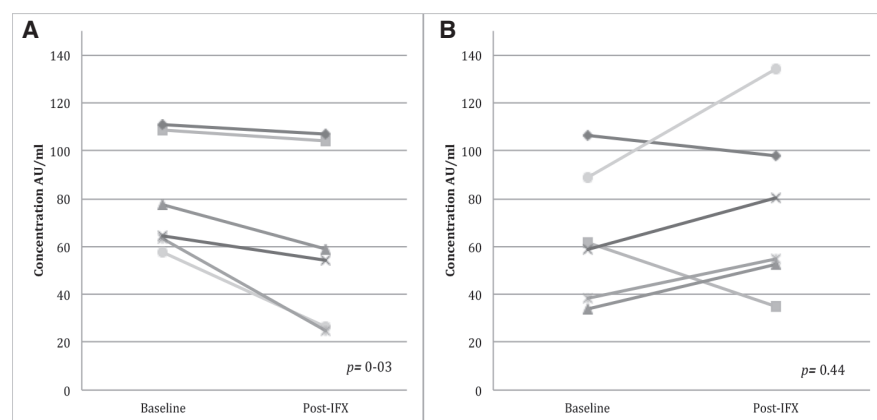 A
Concentration AU/ml
140
120
100
80
60
40
20
0
p= 0-03
Baseline Post-IFX
B
Concentration AU/ml
140
120
100
80
60
40
20
0
p= 0.44
Baseline Post-IFX